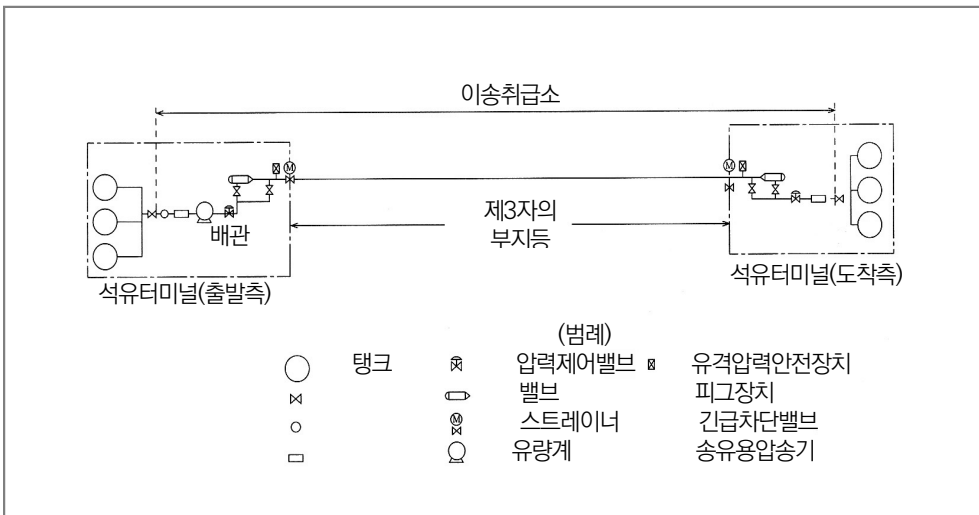 이송취급소
M
M
제3자의
부지등
배관
석유터미널(출발측)
석유터미널(도착측)
(범례)
탱크 압력제어밸브 유격압력안전장치
밸브 피그장치
M 스트레이너 긴급차단밸브
유량계 송유용압송기